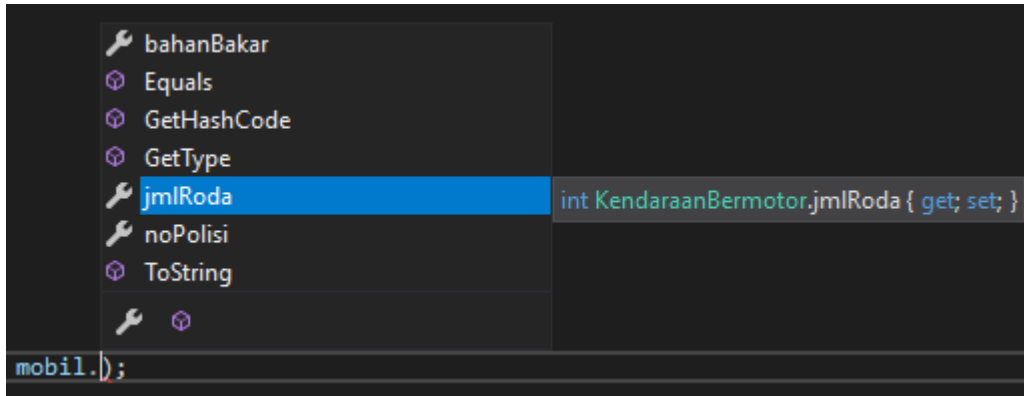 bahanBakar
Equals
GetHashCode
GetType
jmlRoda
int KendaraanBermotor.jmlRoda { get; set; }
noPolisi
ToString
mobil.);